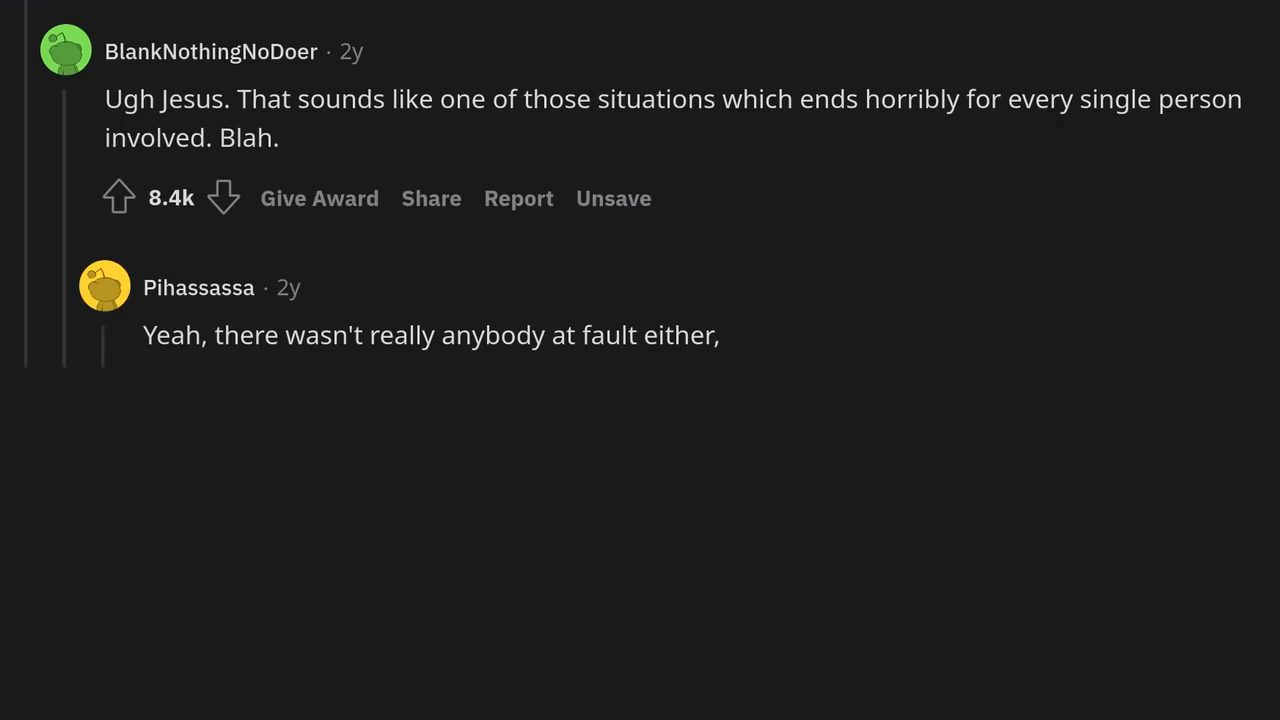 BlankNothingNoDoer · 2y
Ugh Jesus. That sounds like one of those situations which ends horribly for every single person
involved. Blah.
8.4k Give Award Share Report Unsave
Pihassassa · 2y
Yeah, there wasn't really anybody at fault either,